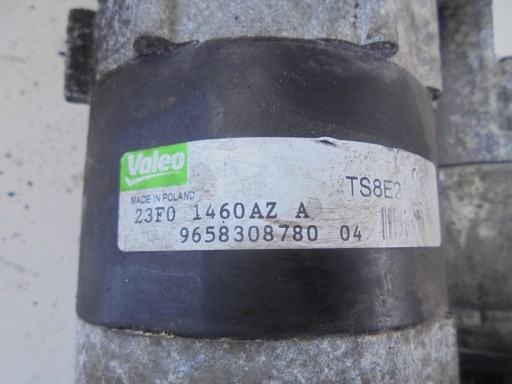 Valeo
MADE IN POLAND
TS8E2
23F0 1460AZ A
9658308780 04